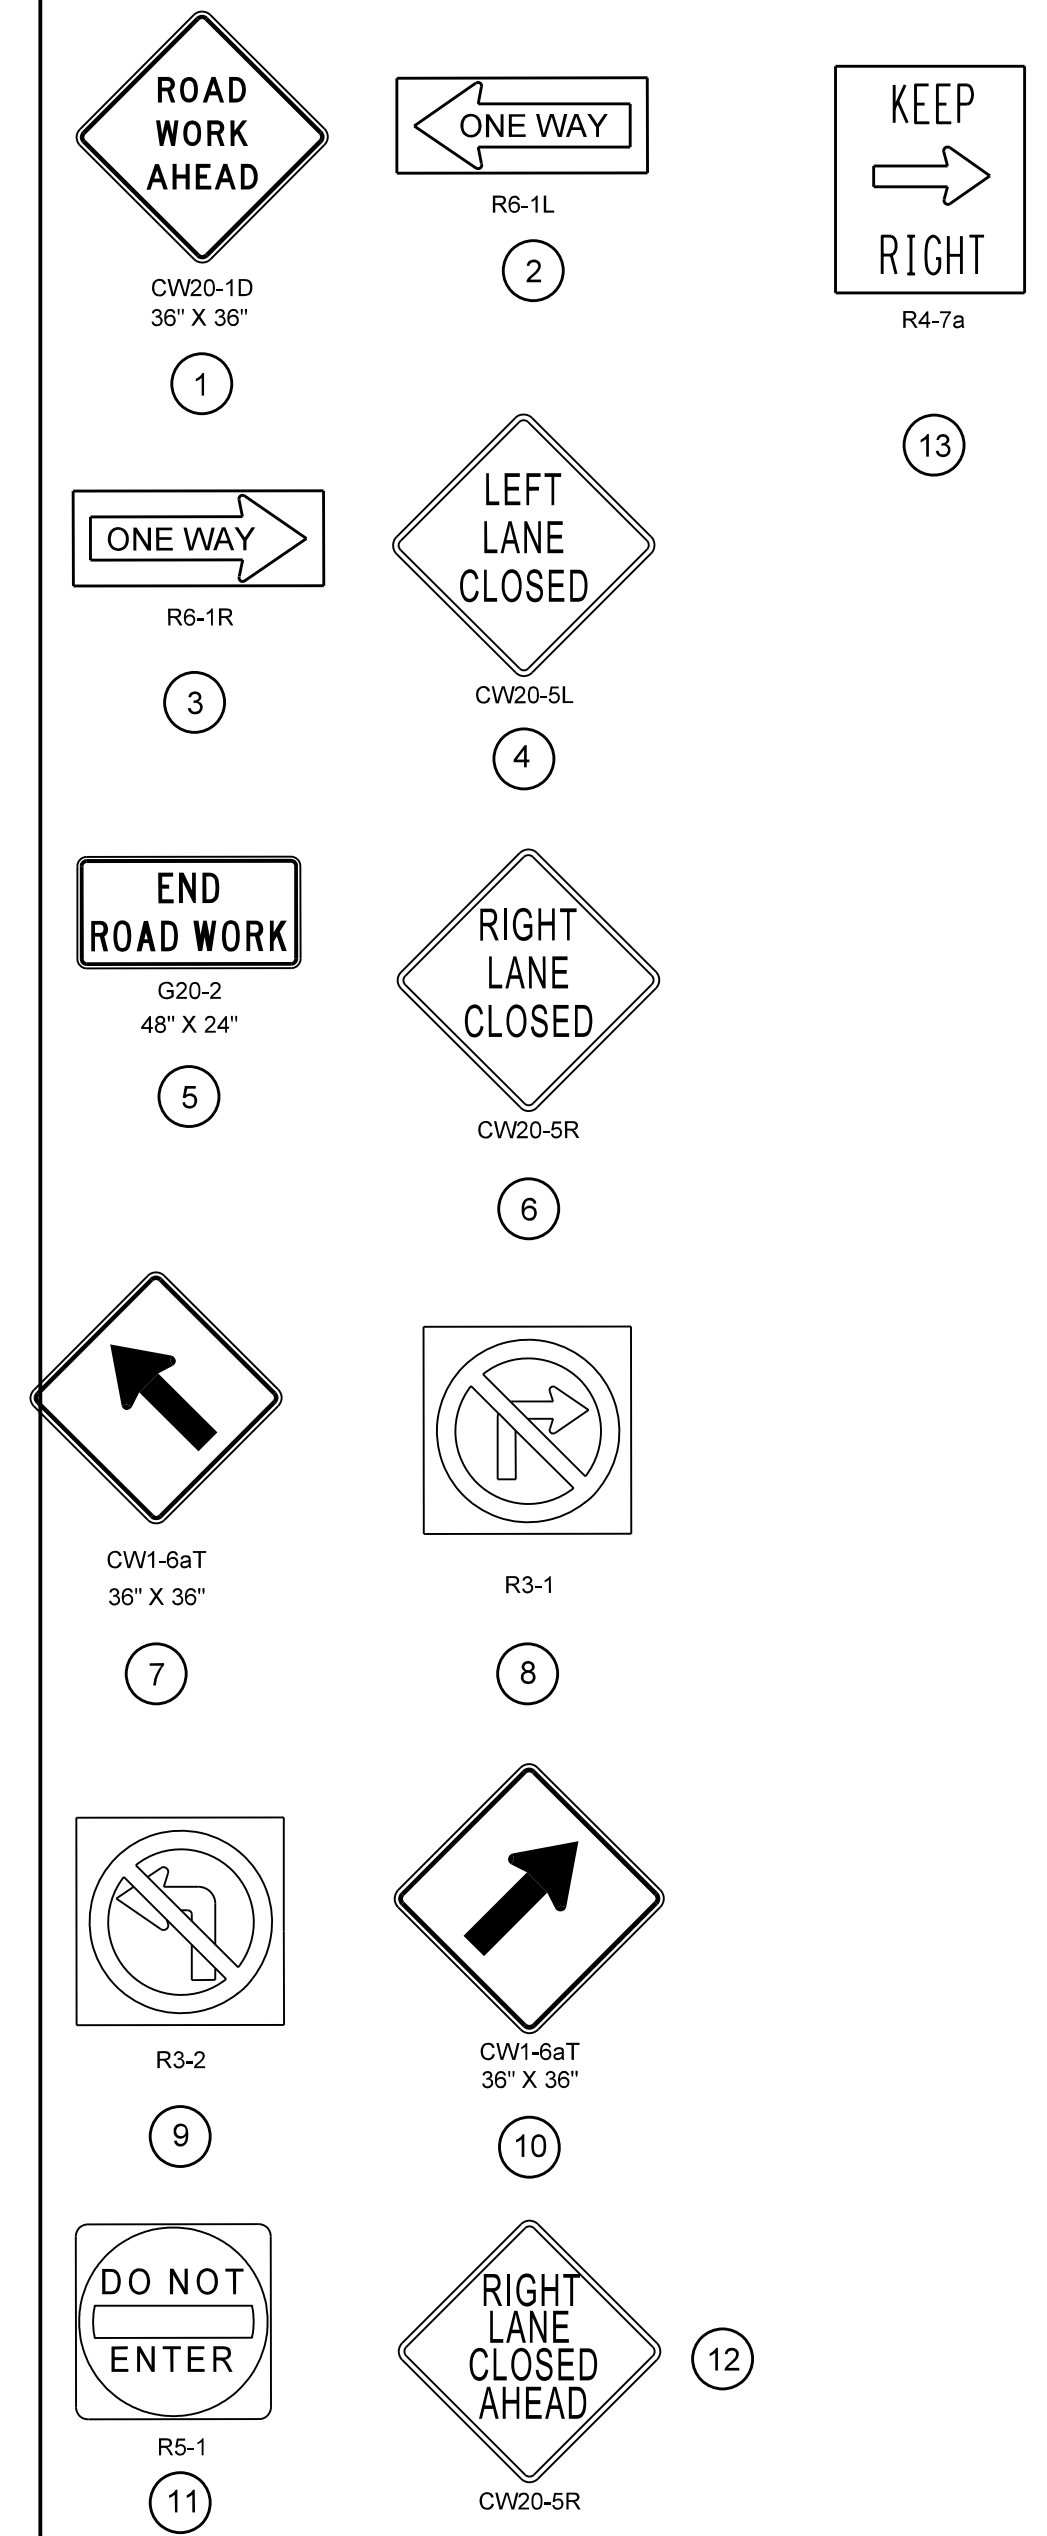 ROAD
WORK
AHEAD
CW20-1D
36" X 36"
1
ONE WAY
R6-1L
2
KEEP
RIGHT
R4-7a
13
ONE WAY
R6-1R
3
LEFT
LANE
CLOSED
CW20-5L
4
END
ROAD WORK
G20-2
48" X 24"
5
RIGHT
LANE
CLOSED
CW20-5R
6
CW1-6aT
36" X 36"
7
R3-1
8
R3-2
9
CW1-6aT
36" X 36"
10
DO NOT
ENTER
R5-1
11
RIGHT
LANE
CLOSED
AHEAD
CW20-5R
12